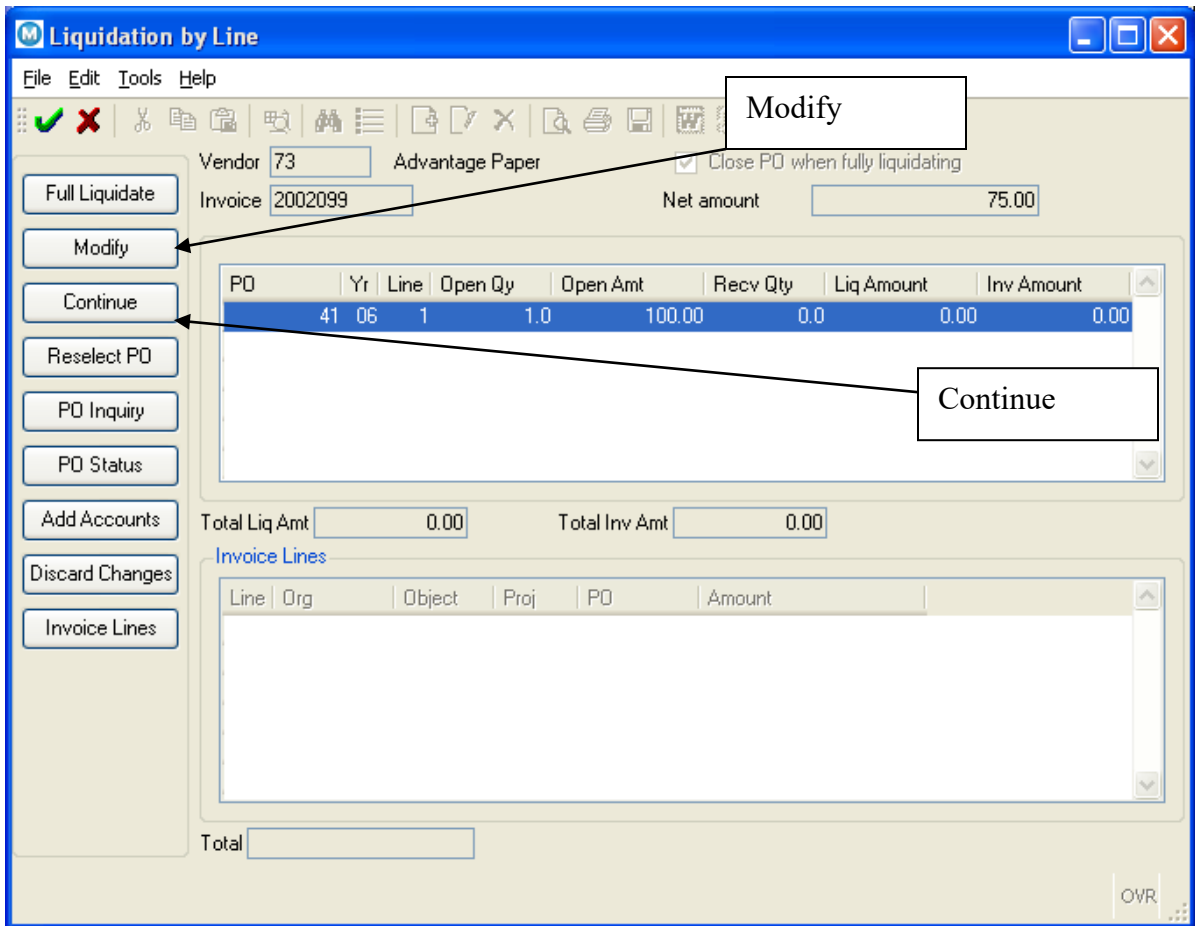 M Liquidation by Line
File Edit Tools Help
Modify
Vendor 73 Advantage Paper Close PO when fully liquidating
Invoice 2002099 Net amount 75.00
Full Liquidate
Modify
Continue
Reselect PO
PO Inquiry
PO Status
Add Accounts
Discard Changes
Invoice Lines
PO Yr Line Open Qy Open Amt Recv Qty Liq Amount Inv Amount
41 06 1 1.0 100.00 0.0 0.00 0.00
Continue
Total Liq Amt 0.00 Total Inv Amt 0.00
Invoice Lines
Line Org Object Proj PO Amount
Total
OVR